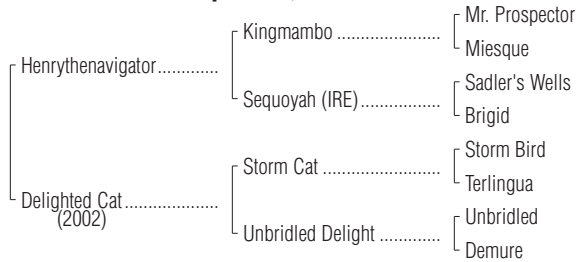 Mr. Prospector
Kingmambo ..................
Miesque
Henrythenavigator.............
Sadler's Wells
Sequoyah (IRE)..................
Brigid
Storm Bird
Storm Cat ....................
Terlingua
Delighted Cat....................
(2002)
Unbridled
Unbridled Delight .............
Demure